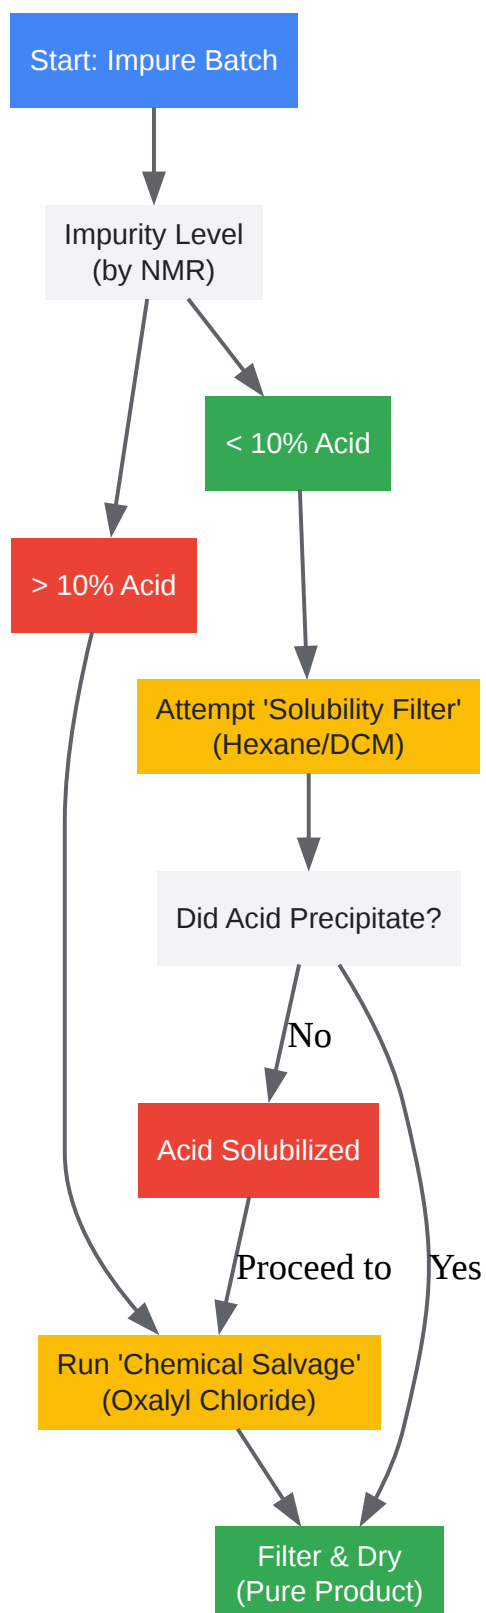 Start: Impure Batch
Impurity Level
(by NMR)
< 10% Acid
> 10% Acid
Attempt 'Solubility Filter'
(Hexane/DCM)
Did Acid Precipitate?
No
Acid Solubilized
Proceed to
Yes
Run 'Chemical Salvage'
(Oxalyl Chloride)
Filter & Dry
(Pure Product)